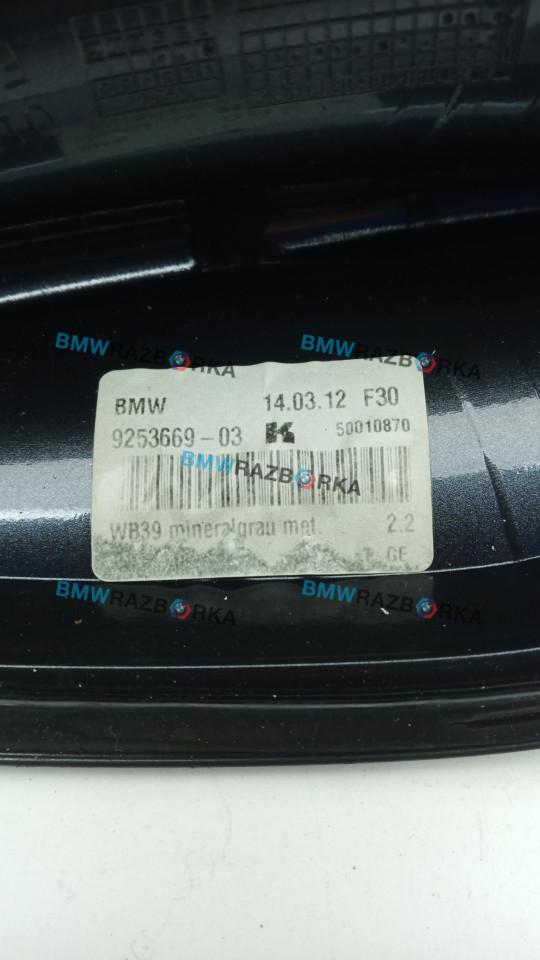 BMWRAZBORKA BMWRAZBORKA
BMW 14.03.12 F30
9253669-03 K 50010870
BMWRAZBORKA
WB39 mineralgrau met. 2.2
GE
BMWRAZBORKA BMWRAZBORKA